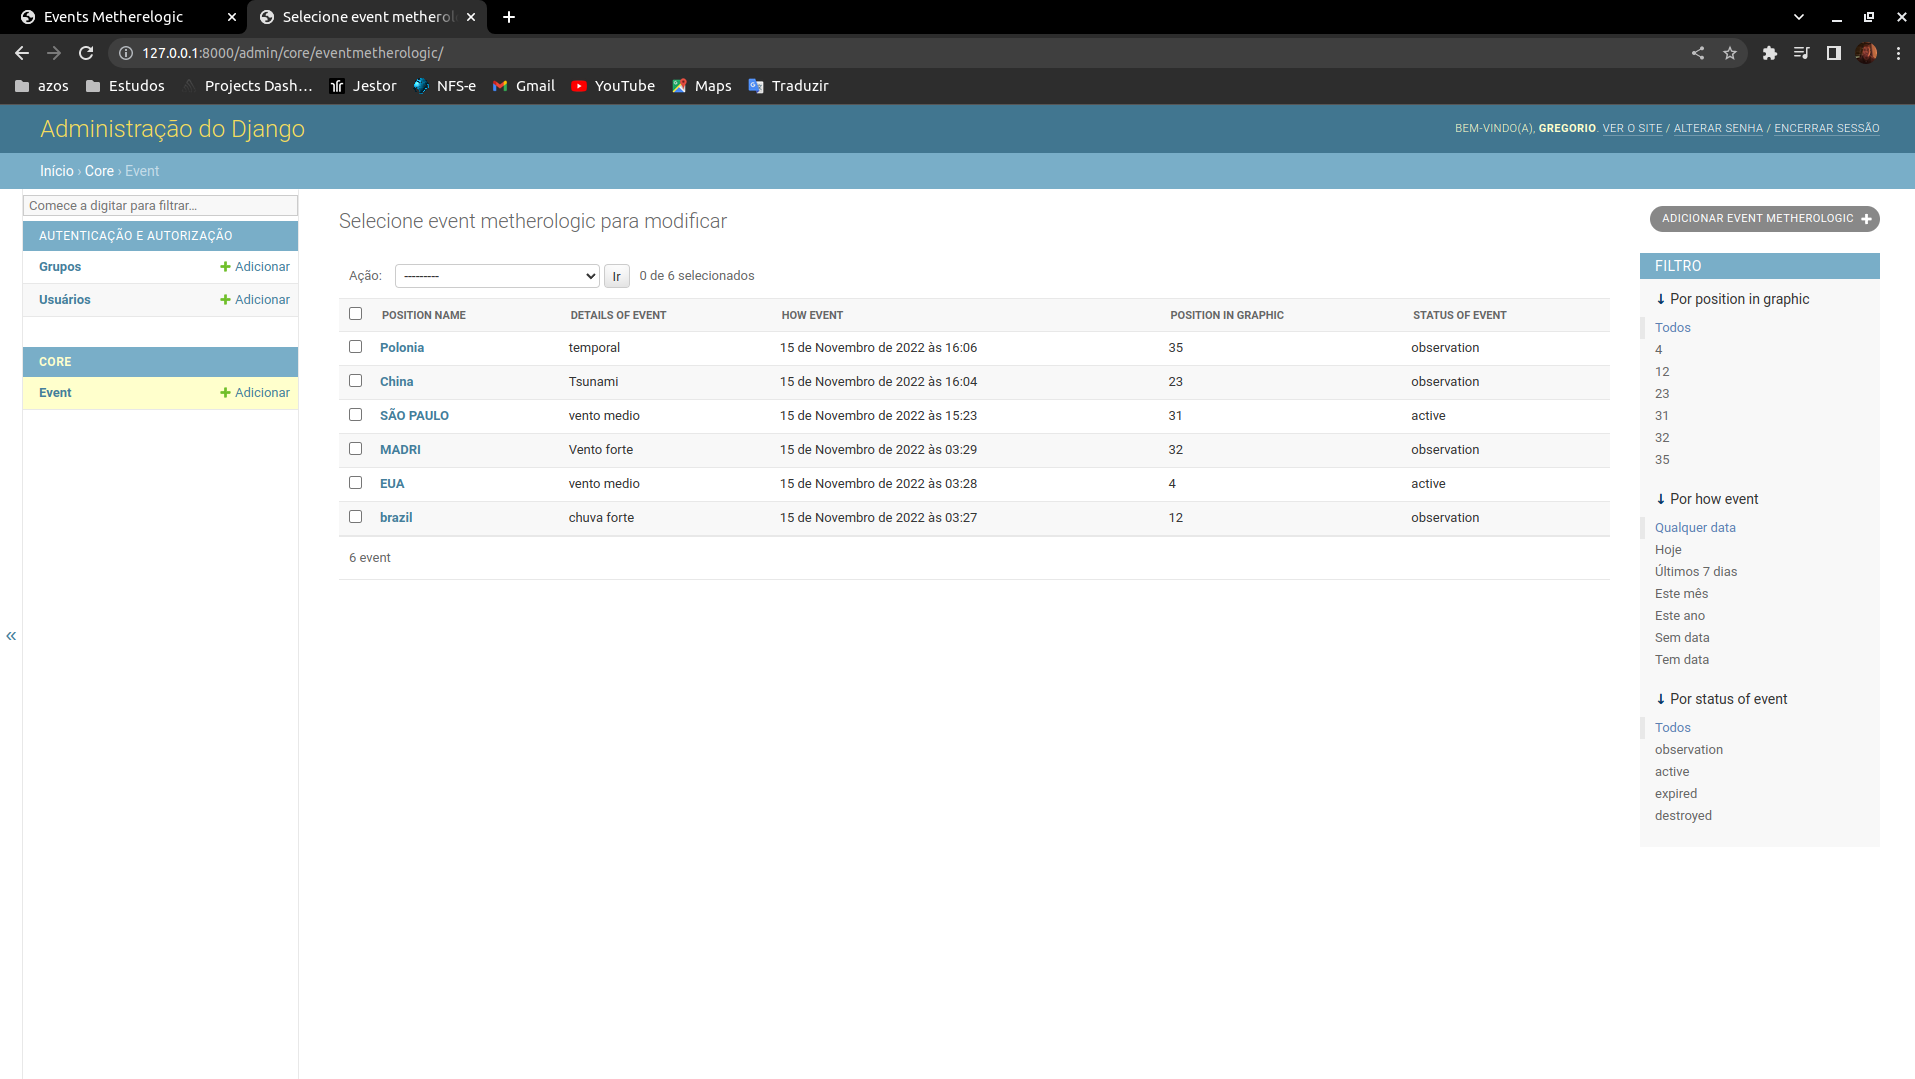 Events Metherelogic
Selecione event metherol
127.0.0.1:8000/admin/core/eventmetherologic/
azos Estudos Projects Dash… Jestor NFS-e Gmail YouTube Maps Traduzir
Administração do Django
BEM-VINDO(A), GREGORIO. VER O SITE / ALTERAR SENHA / ENCERRAR SESSÃO
Início › Core › Event
Comece a digitar para filtrar…
AUTENTICAÇÃO E AUTORIZAÇÃO
Grupos Adicionar
Usuários Adicionar
CORE
Event Adicionar
«
Selecione event metherologic para modificar
ADICIONAR EVENT METHEROLOGIC
Ação: --------- Ir 0 de 6 selecionados
POSITION NAME DETAILS OF EVENT HOW EVENT POSITION IN GRAPHIC STATUS OF EVENT
Polonia temporal 15 de Novembro de 2022 às 16:06 35 observation
China Tsunami 15 de Novembro de 2022 às 16:04 23 observation
SÃO PAULO vento medio 15 de Novembro de 2022 às 15:23 31 active
MADRI Vento forte 15 de Novembro de 2022 às 03:29 32 observation
EUA vento medio 15 de Novembro de 2022 às 03:28 4 active
brazil chuva forte 15 de Novembro de 2022 às 03:27 12 observation
6 event
FILTRO
↓ Por position in graphic
Todos
4
12
23
31
32
35
↓ Por how event
Qualquer data
Hoje
Últimos 7 dias
Este mês
Este ano
Sem data
Tem data
↓ Por status of event
Todos
observation
active
expired
destroyed